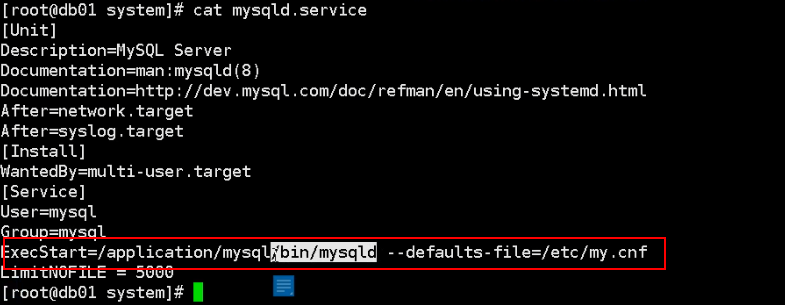 [root@db01 system]# cat mysqld.service
[Unit]
Description=MySQL Server
Documentation=man:mysqld(8)
Documentation=http://dev.mysql.com/doc/refman/en/using-systemd.html
After=network.target
After=syslog.target
[Install]
WantedBy=multi-user.target
[Service]
User=mysql
Group=mysql
ExecStart=/application/mysql/bin/mysqld --defaults-file=/etc/my.cnf
LimitNOFILE = 5000
[root@db01 system]#